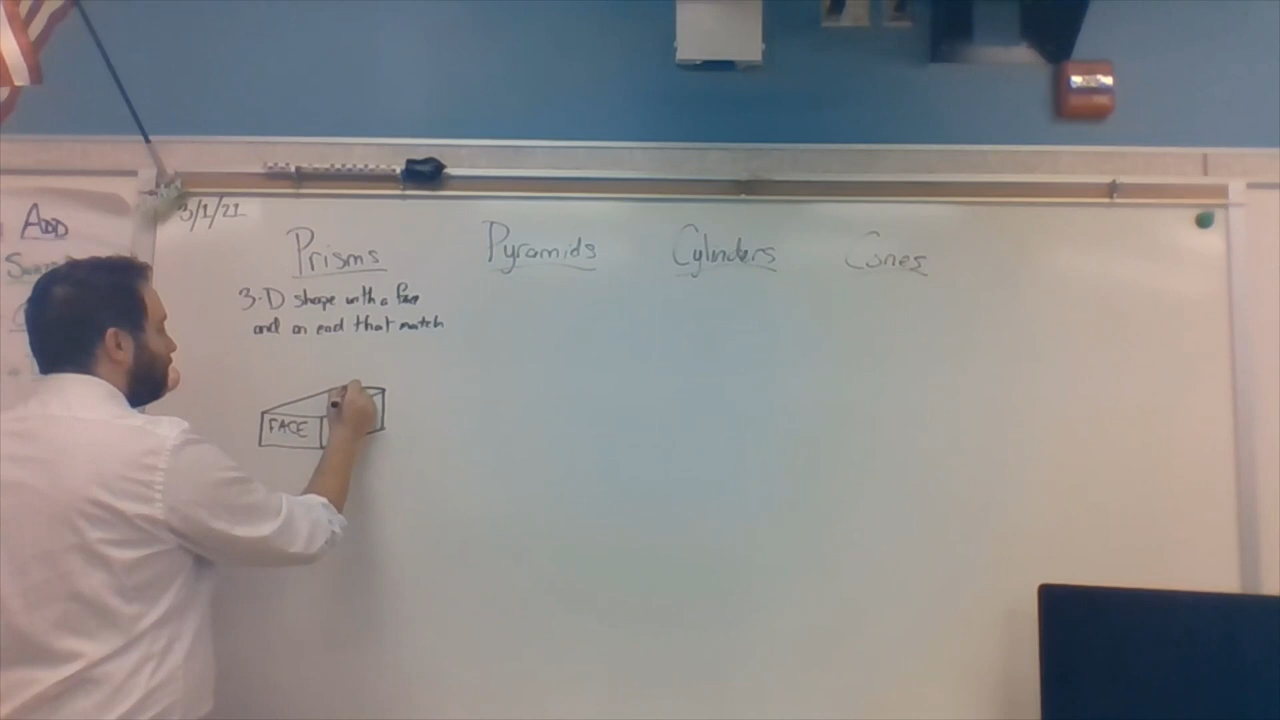 ADD
3/1/21
Prisms
Pyramids
Cylinders
Cones
3-D shape with a face
and an end that match
FACE